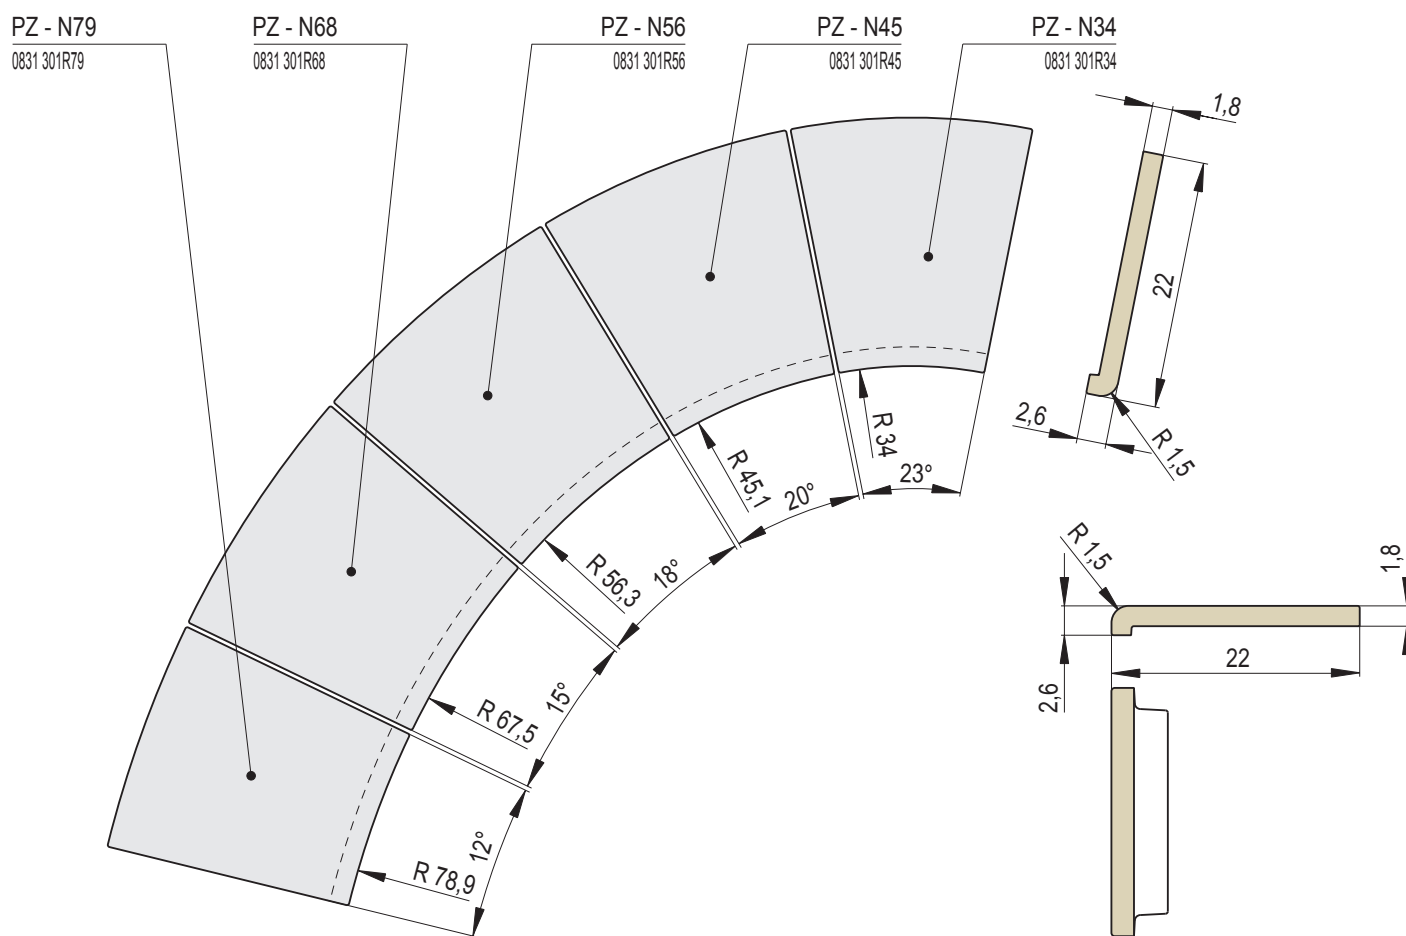 PZ - N79
0831 301R79
PZ - N68
0831 301R68
PZ - N56
0831 301R56
PZ - N45
0831 301R45
PZ - N34
0831 301R34
1,8
22
2,6
R 1,5
R 34
23°
R 45,1
20°
R 56,3
18°
R 67,5
15°
R 78,9
12°
R 1,5
1,8
22
2,6